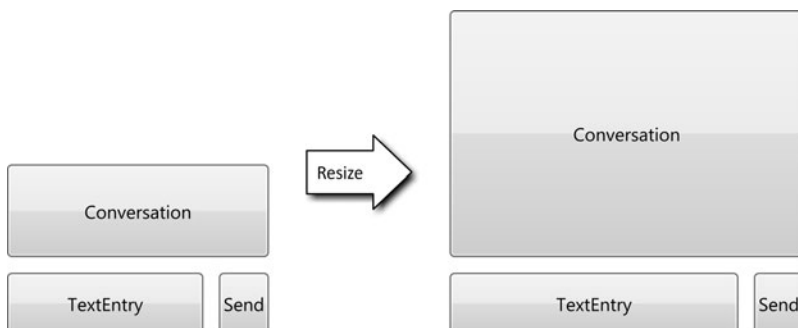 Conversation
TextEntry
Send
Resize
Conversation
TextEntry
Send